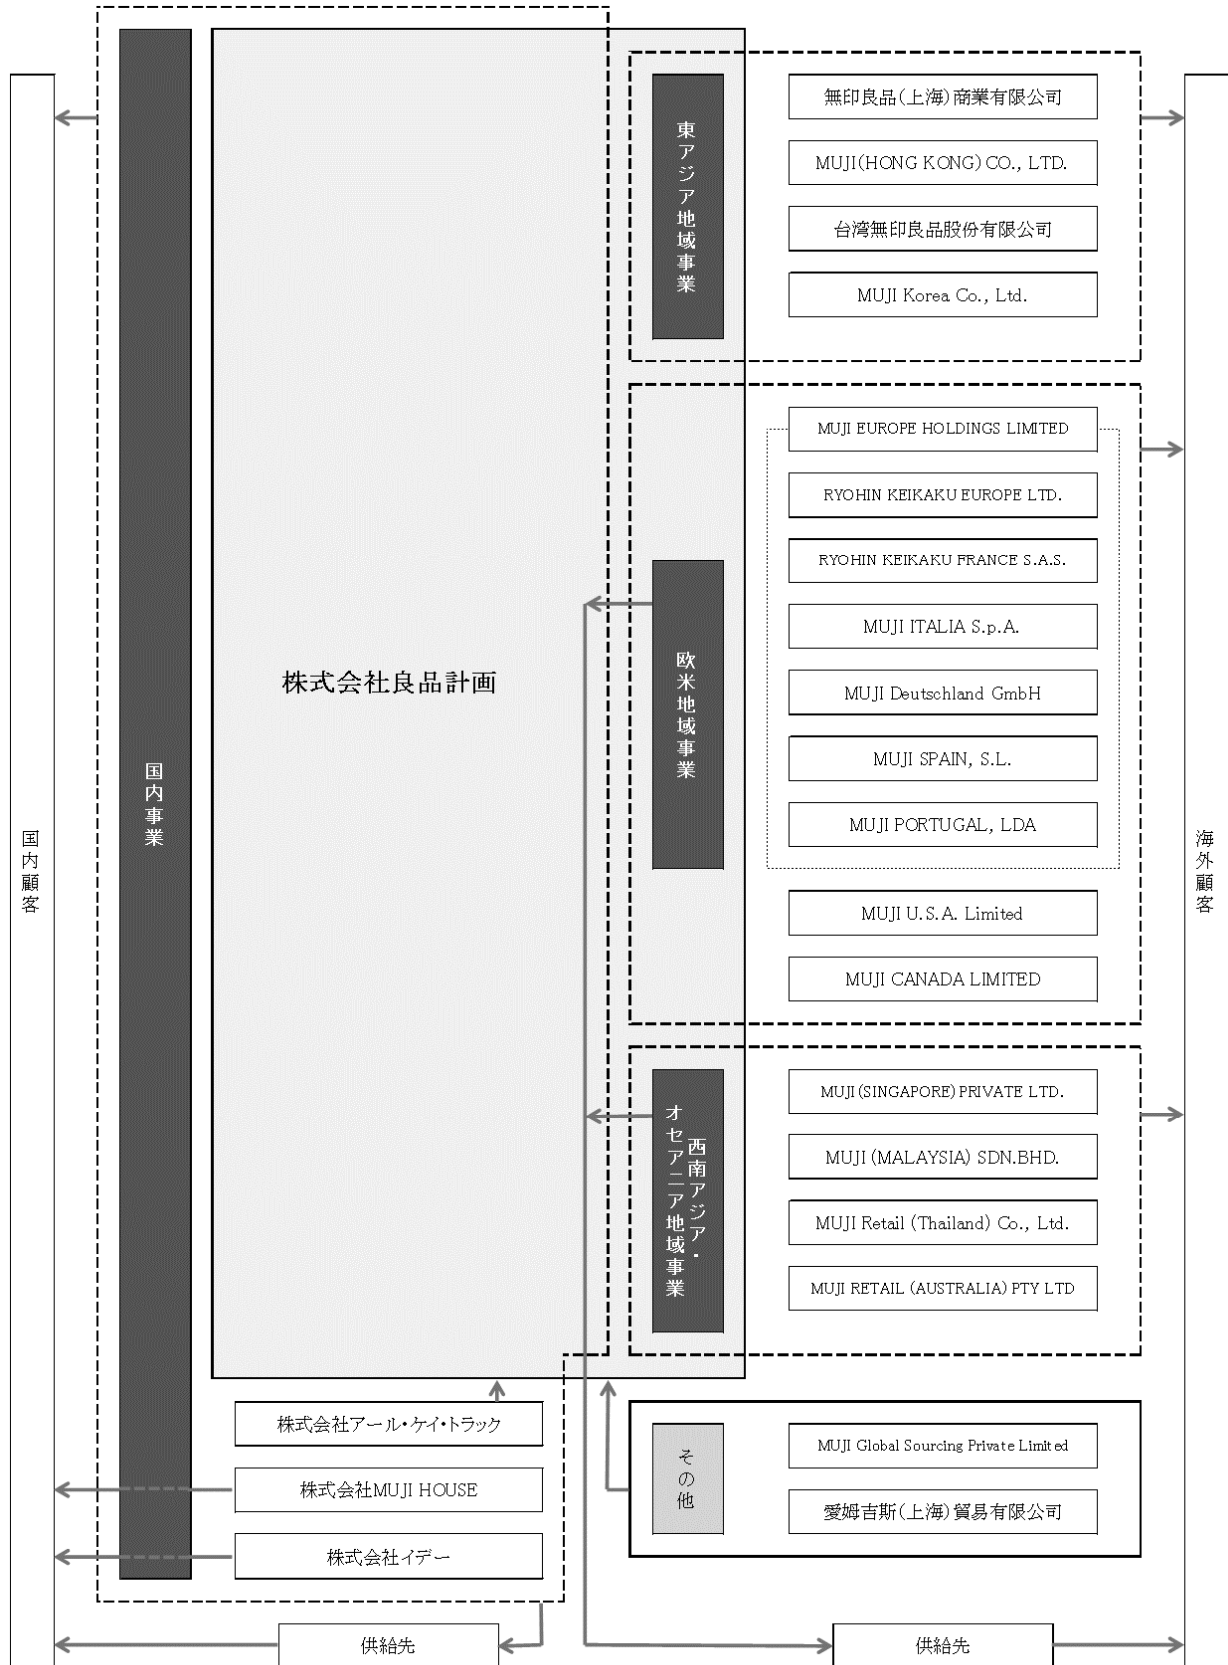 国内顧客
国内事業
株式会社良品計画
東アジア地域事業
無印良品(上海)商業有限公司
MUJI(HONG KONG) CO., LTD.
台湾無印良品股份有限公司
MUJI Korea Co., Ltd.
欧米地域事業
MUJI EUROPE HOLDINGS LIMITED
RYOHIN KEIKAKU EUROPE LTD.
RYOHIN KEIKAKU FRANCE S.A.S.
MUJI ITALIA S.p.A.
MUJI Deutschland GmbH
MUJI SPAIN, S.L.
MUJI PORTUGAL, LDA
MUJI U.S.A. Limited
MUJI CANADA LIMITED
西南アジア・
オセアニア地域事業
MUJI (SINGAPORE) PRIVATE LTD.
MUJI (MALAYSIA) SDN.BHD.
MUJI Retail (Thailand) Co., Ltd.
MUJI RETAIL (AUSTRALIA) PTY LTD
株式会社アール・ケイ・トラック
株式会社MUJI HOUSE
株式会社イデー
その他
MUJI Global Sourcing Private Limited
愛姆吉斯(上海)貿易有限公司
供給先
供給先
海外顧客